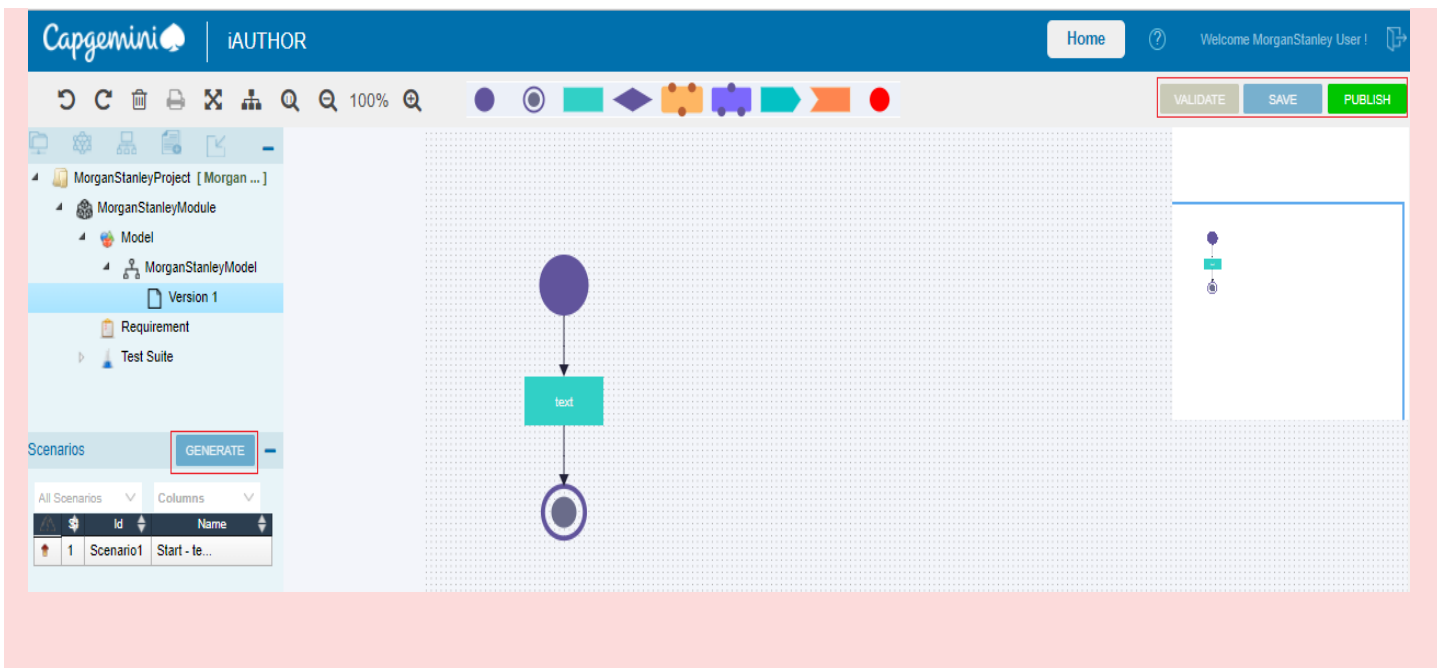 Capgemini iAUTHOR Home ? Welcome MorganStanley User !
100% VALIDATE SAVE PUBLISH
MorganStanleyProject [ Morgan ... ]
MorganStanleyModule
Model
MorganStanleyModel
Version 1
Requirement
Test Suite
text
Scenarios GENERATE
All Scenarios Columns
Id Name
1 Scenario1 Start - te...